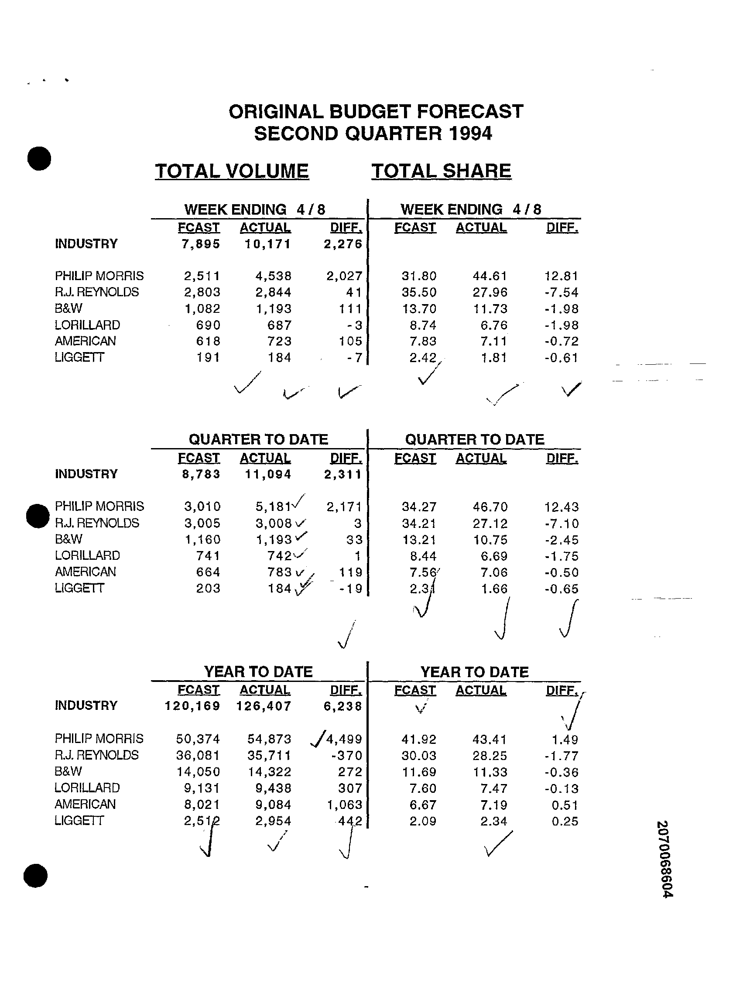 ORIGINAL BUDGET FORECAST
SECOND QUARTER 1994
TOTAL VOLUME TOTAL SHARE
WEEK ENDING 4 / 8 WEEK ENDING 4 / 8
FCAST ACTUAL DIFF. FCAST ACTUAL DIFF.
INDUSTRY 7,895 10,171 2,276
PHILIP MORRIS 2,511 4,538 2,027 31.80 44.61 12.81
R.J. REYNOLDS 2,803 2,844 41 35.50 27.96 -7.54
B&W 1,082 1,193 111 13.70 11.73 -1.98
LORILLARD 690 687 -3 8.74 6.76 -1.98
AMERICAN 618 723 105 7.83 7.11 -0.72
LIGGETT 191 184 -7 2.42 1.81 -0.61
QUARTER TO DATE QUARTER TO DATE
FCAST ACTUAL DIFF. FCAST ACTUAL DIFF.
INDUSTRY 8,783 11,094 2,311
PHILIP MORRIS 3,010 5,181 2,171 34.27 46.70 12.43
R.J. REYNOLDS 3,005 3,008 3 34.21 27.12 -7.10
B&W 1,160 1,193 33 13.21 10.75 -2.45
LORILLARD 741 742 1 8.44 6.69 -1.75
AMERICAN 664 783 119 7.56 7.06 -0.50
LIGGETT 203 184 -19 2.31 1.66 -0.65
YEAR TO DATE YEAR TO DATE
FCAST ACTUAL DIFF. FCAST ACTUAL DIFF.
INDUSTRY 120,169 126,407 6,238
PHILIP MORRIS 50,374 54,873 4,499 41.92 43.41 1.49
R.J. REYNOLDS 36,081 35,711 -370 30.03 28.25 -1.77
B&W 14,050 14,322 272 11.69 11.33 -0.36
LORILLARD 9,131 9,438 307 7.60 7.47 -0.13
AMERICAN 8,021 9,084 1,063 6.67 7.19 0.51
LIGGETT 2,512 2,954 442 2.09 2.34 0.25
2070068604